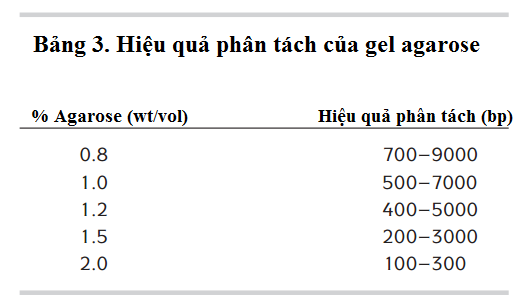 Bảng 3. Hiệu quả phân tách của gel agarose
% Agarose (wt/vol) Hiệu quả phân tách (bp)
0.8 700–9000
1.0 500–7000
1.2 400–5000
1.5 200–3000
2.0 100–300